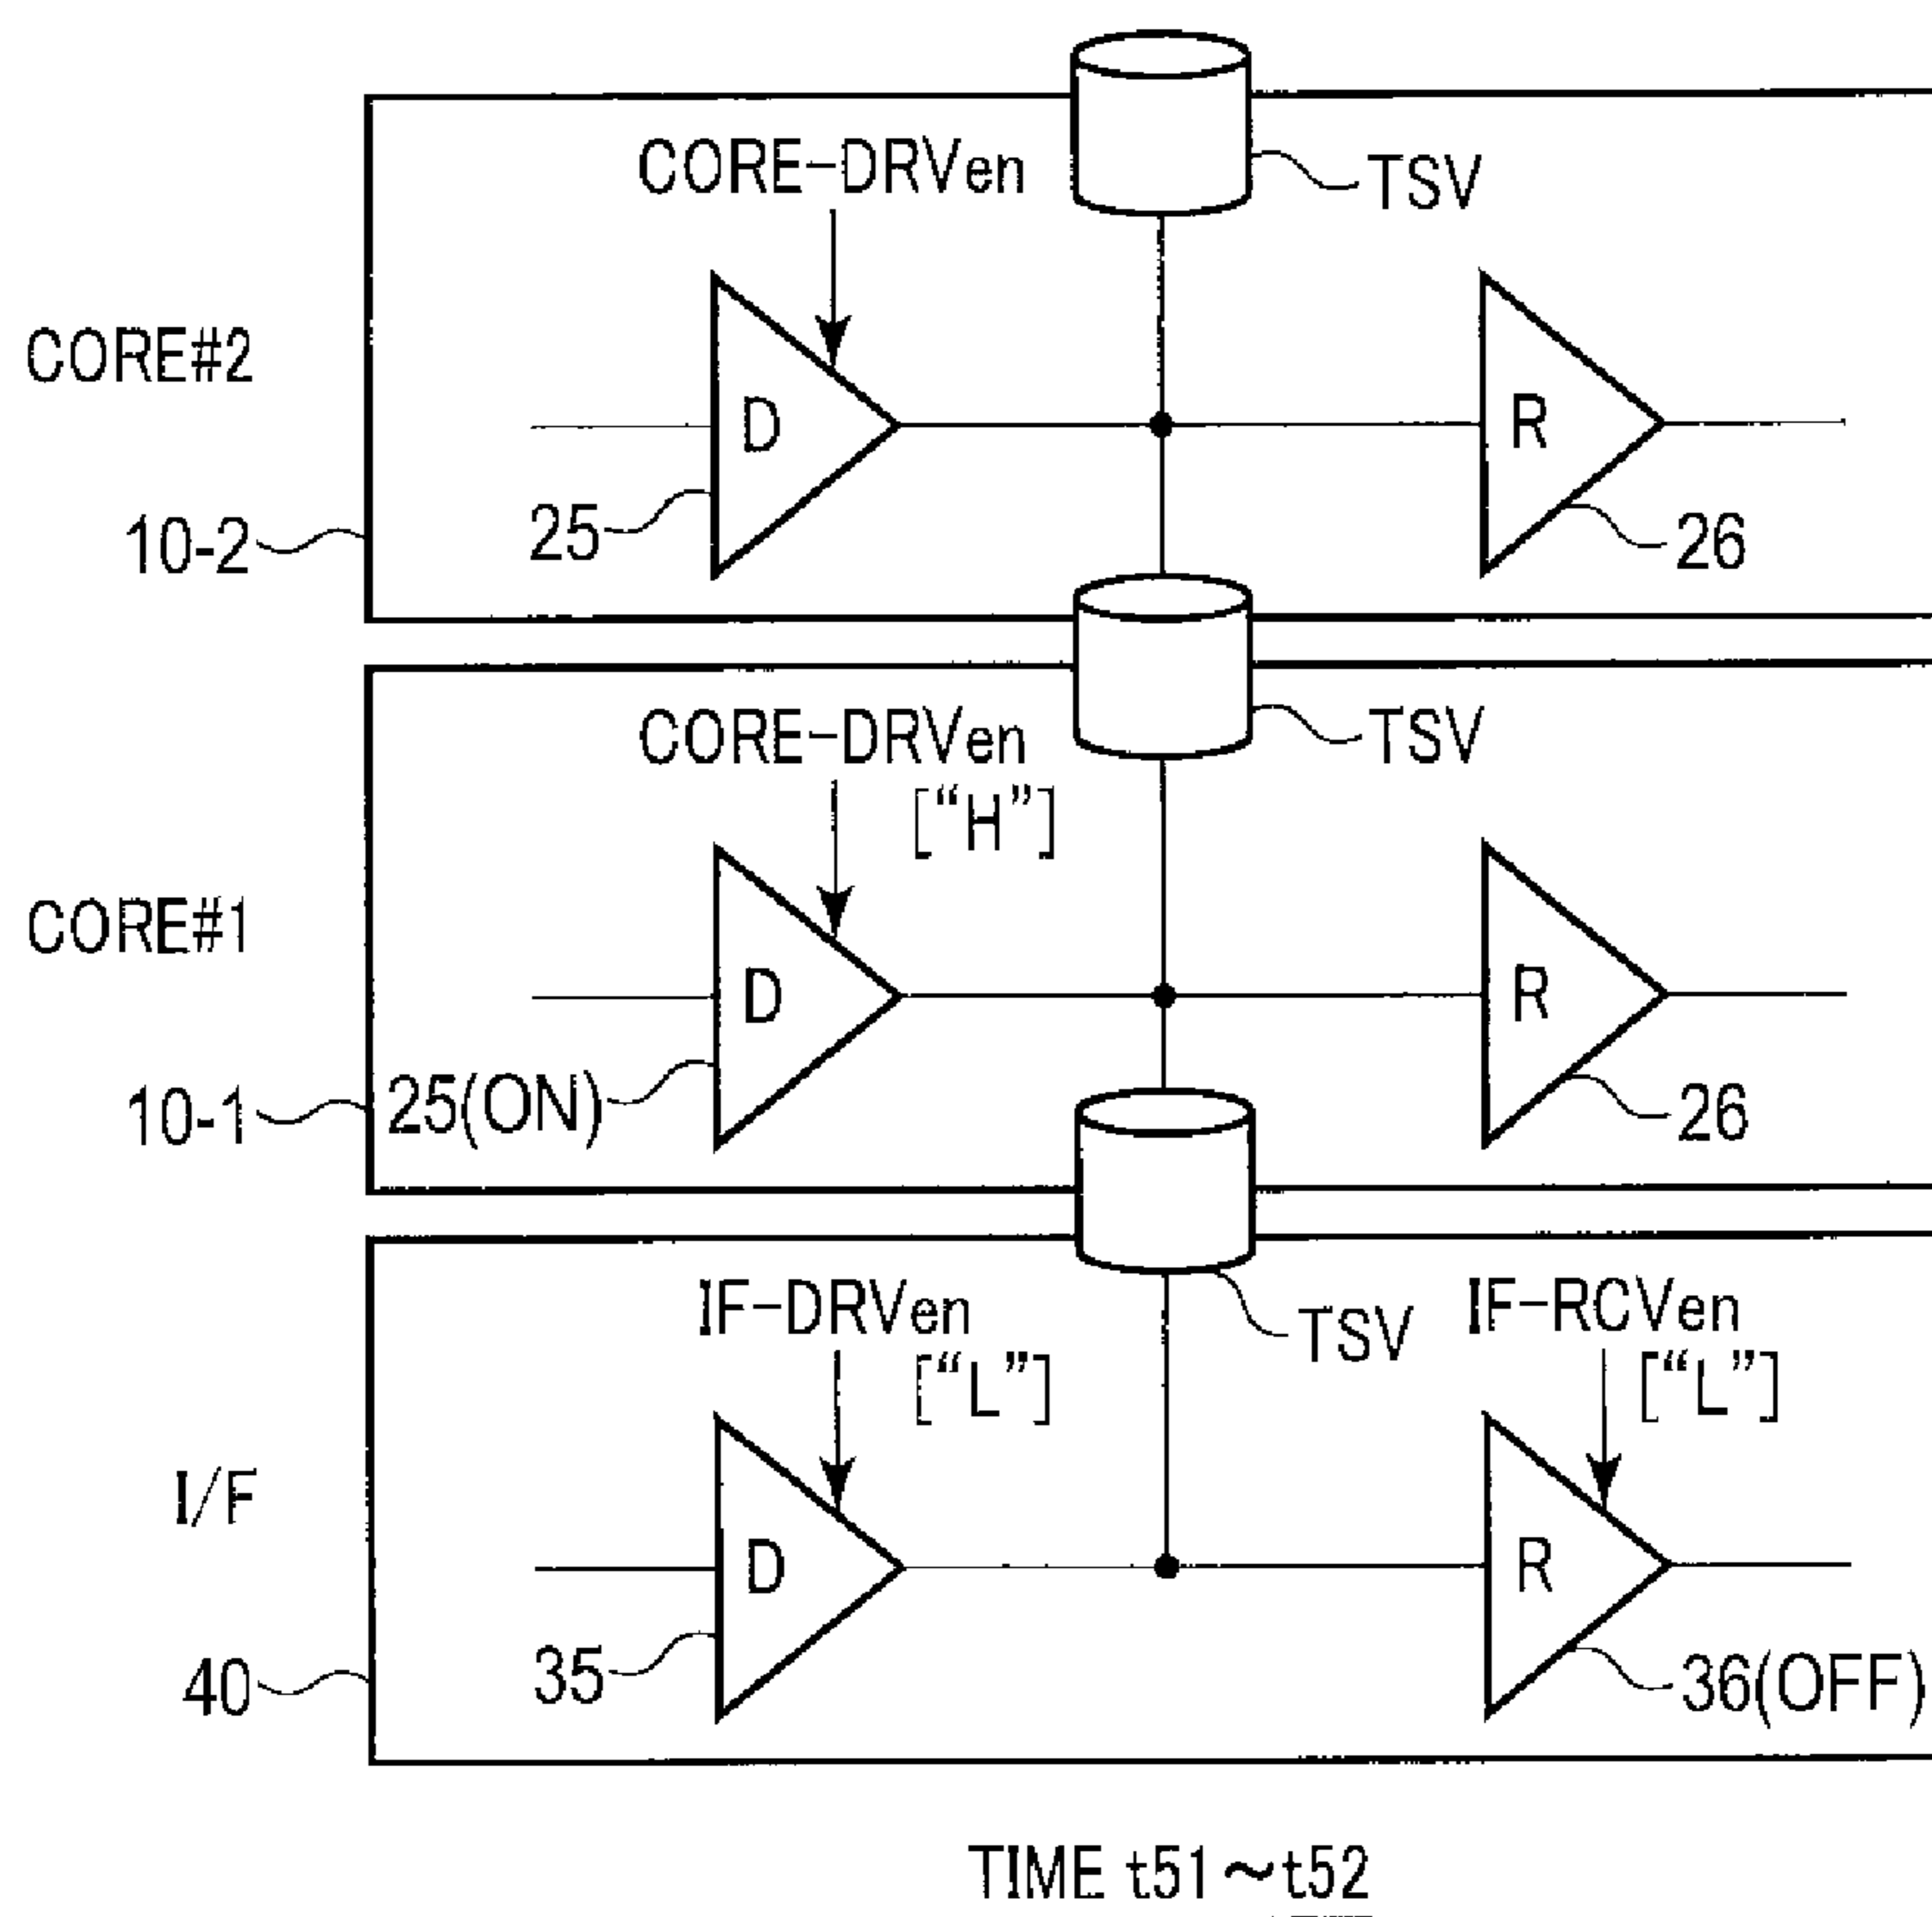 CORE-DRVen
TSV
CORE#2
D
R
25
26
10-2
CORE-DRVen
["H"]
TSV
CORE#1
D
R
25(ON)
26
10-1
IF-DRVen
["L"]
TSV
IF-RCVen
["L"]
I/F
D
R
35
36(OFF)
40
TIME t51~t52